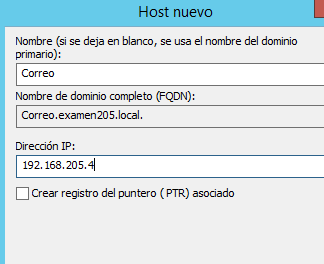 Host nuevo
Nombre (si se deja en blanco, se usa el nombre del dominio
primario):
Correo
Nombre de dominio completo (FQDN):
Correo.examen205.local.
Dirección IP:
192.168.205.4
Crear registro del puntero (PTR) asociado